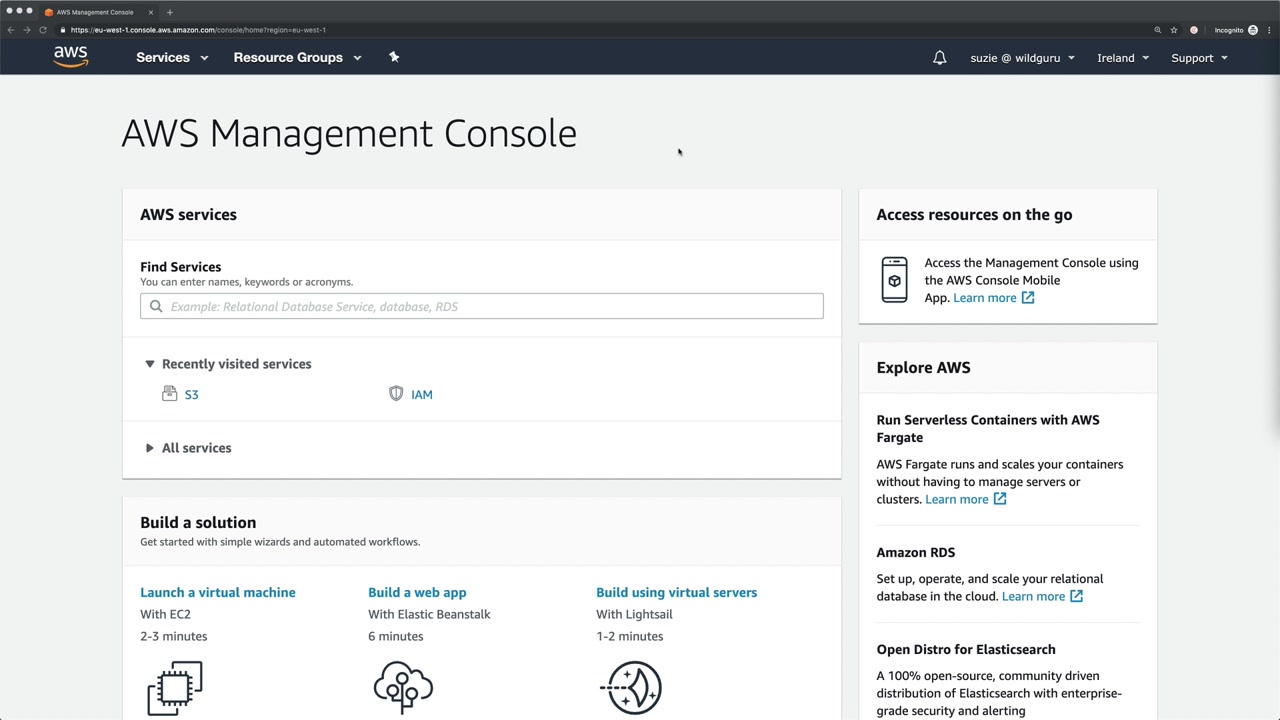 AWS Management Console
https://eu-west-1.console.aws.amazon.com/console/home?region=eu-west-1
Incognito
aws
Services
Resource Groups
suzie @ wildguru
Ireland
Support
AWS Management Console
AWS services
Find Services
You can enter names, keywords or acronyms.
Example: Relational Database Service, database, RDS
Recently visited services
S3
IAM
All services
Build a solution
Get started with simple wizards and automated workflows.
Launch a virtual machine
With EC2
2-3 minutes
Build a web app
With Elastic Beanstalk
6 minutes
Build using virtual servers
With Lightsail
1-2 minutes
Access resources on the go
Access the Management Console using
the AWS Console Mobile
App. Learn more
Explore AWS
Run Serverless Containers with AWS
Fargate
AWS Fargate runs and scales your containers
without having to manage servers or
clusters. Learn more
Amazon RDS
Set up, operate, and scale your relational
database in the cloud. Learn more
Open Distro for Elasticsearch
A 100% open-source, community driven
distribution of Elasticsearch with enterprise-
grade security and alerting